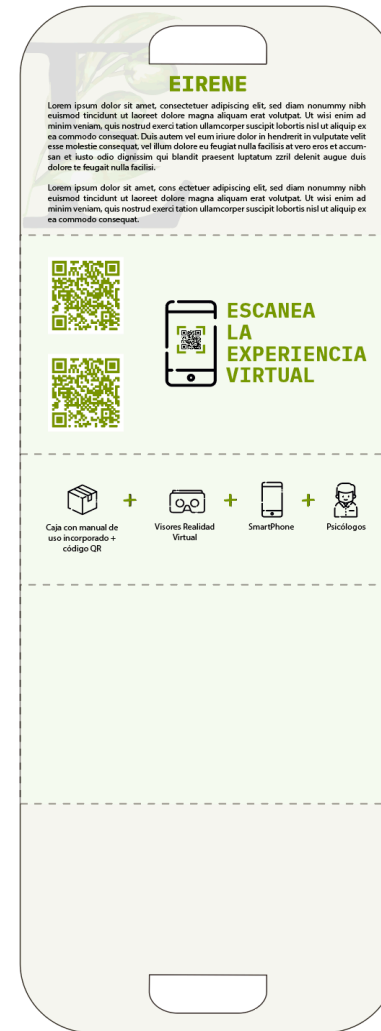 EIRENE
Lorem ipsum dolor sit amet, consectetuer adipiscing elit, sed diam nonummy nibh
euismod tincidunt ut laoreet dolore magna aliquam erat volutpat. Ut wisi enim ad
minim veniam, quis nostrud exerci tation ullamcorper suscipit lobortis nisl ut aliquip ex
ea commodo consequat. Duis autem vel eum iriure dolor in hendrerit in vulputate velit
esse molestie consequat, vel illum dolore eu feugiat nulla facilisis at vero eros et accum-
san et iusto odio dignissim qui blandit praesent luptatum zzril delenit augue duis
dolore te feugait nulla facilisi.
Lorem ipsum dolor sit amet, cons ectetuer adipiscing elit, sed diam nonummy nibh
euismod tincidunt ut laoreet dolore magna aliquam erat volutpat. Ut wisi enim ad
minim veniam, quis nostrud exerci tation ullamcorper suscipit lobortis nisl ut aliquip ex
ea commodo consequat.
ESCANEA
LA
EXPERIENCIA
VIRTUAL
Caja con manual de
uso incorporado +
código QR
+
Visores Realidad
Virtual
+
SmartPhone
+
Psicólogos